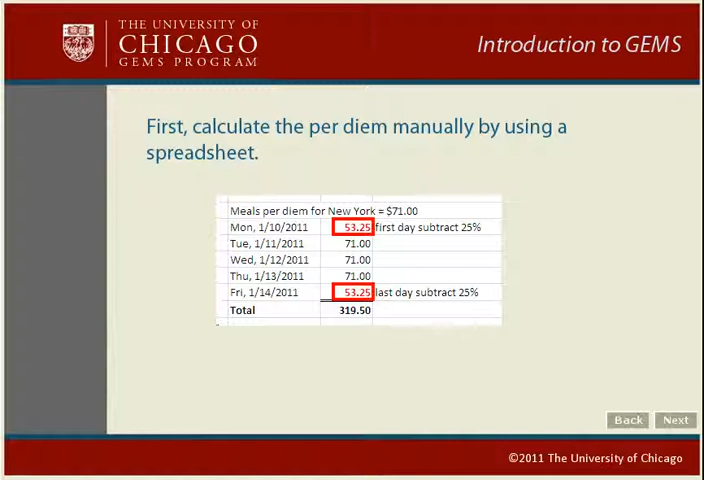 THE UNIVERSITY OF
CHICAGO
GEMS PROGRAM
Introduction to GEMS
First, calculate the per diem manually by using a
spreadsheet.
Meals per diem for New York = $71.00
Mon, 1/10/2011 53.25 first day subtract 25%
Tue, 1/11/2011 71.00
Wed, 1/12/2011 71.00
Thu, 1/13/2011 71.00
Fri, 1/14/2011 53.25 last day subtract 25%
Total 319.50
Back Next
©2011 The University of Chicago